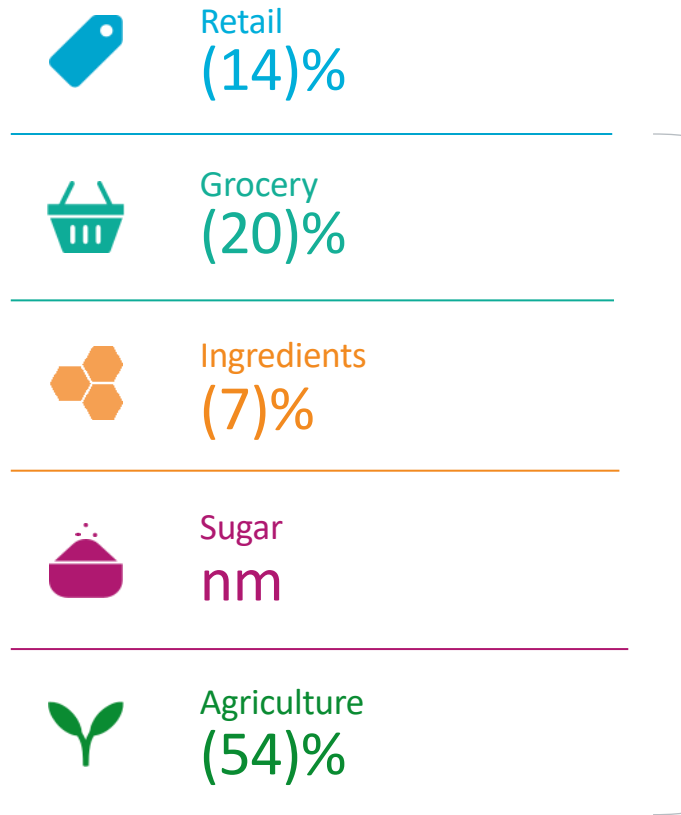 Retail
(14)%
Grocery
(20)%
Ingredients
(7)%
Sugar
nm
Agriculture
(54)%